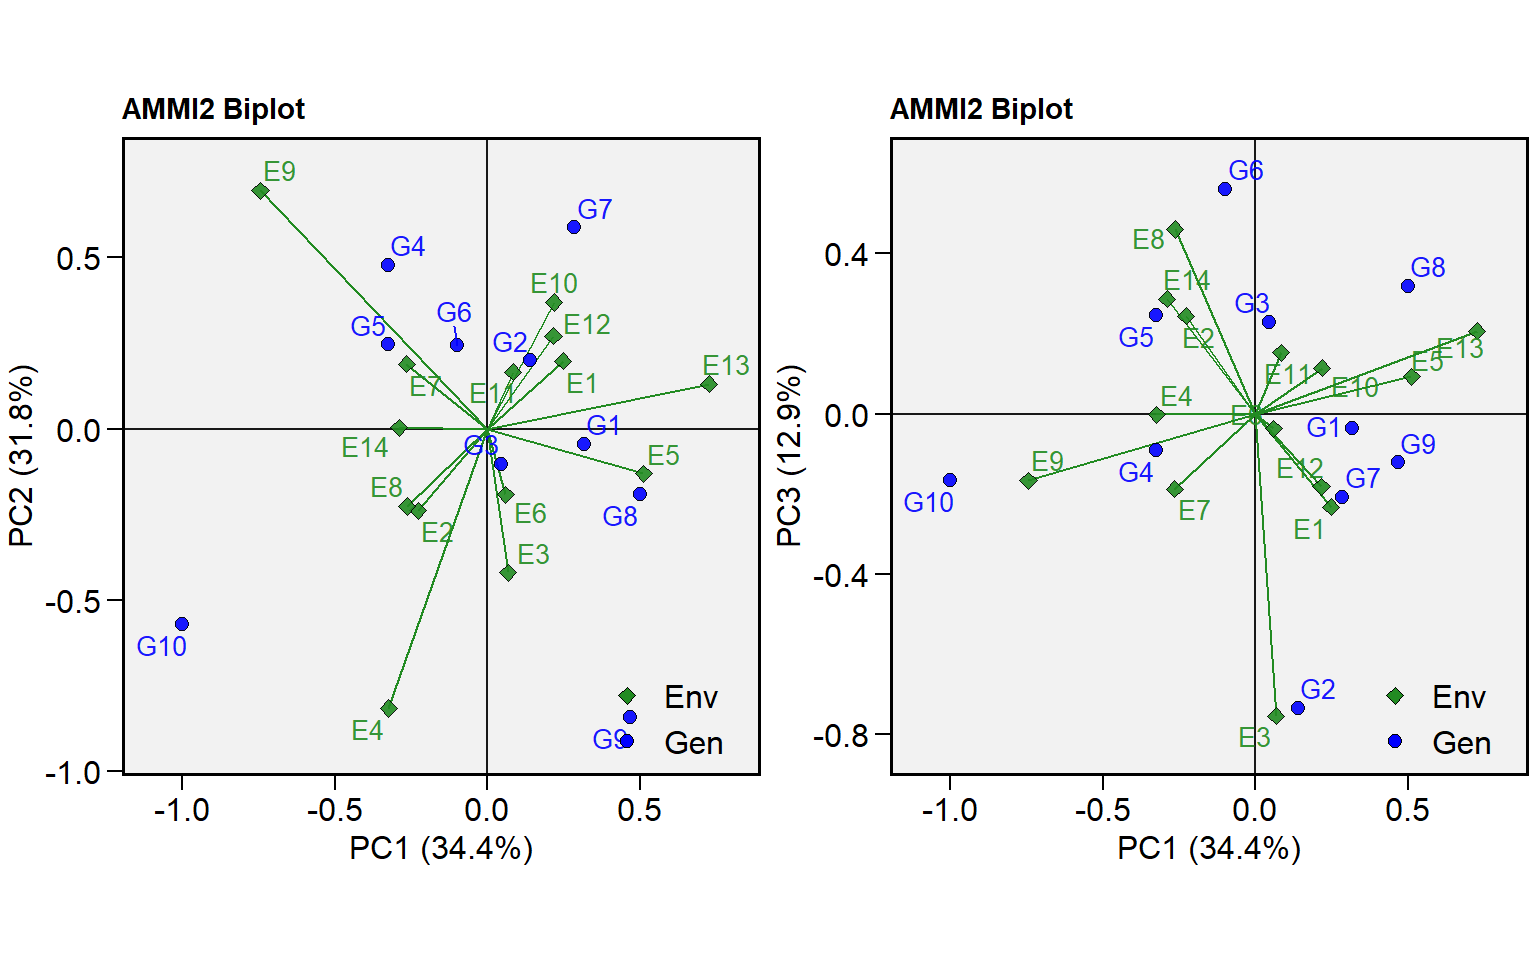 AMMI2 Biplot
E9
G7
G4
0.5
E10
G6
E12
G5
G2
E13
E7
E11
E1
0.0
G1
E14
G3
E5
E8
E6
G8
E2
E3
-0.5
G10
E4
Env
G9
Gen
-1.0
-1.0
-0.5
0.0
0.5
PC1 (34.4%)
PC2 (31.8%)
AMMI2 Biplot
G6
E8
0.4
G8
E14
G3
G5
E2
E13
E5
E11
E10
E4
0.0
G1
G9
E9
G4
E12
G7
G10
E7
E1
-0.4
G2
Env
-0.8
E3
Gen
-1.0
-0.5
0.0
0.5
PC1 (34.4%)
PC3 (12.9%)